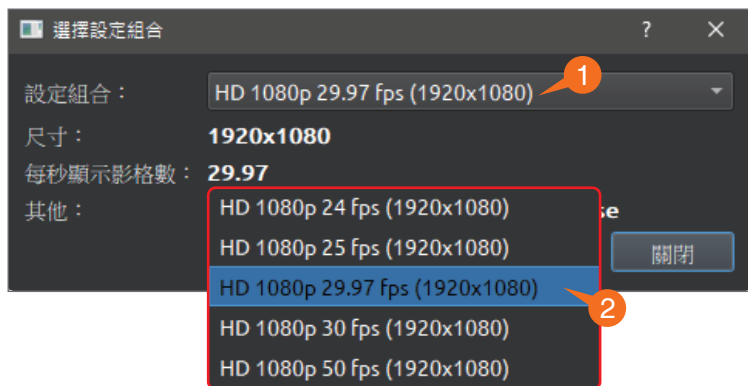 選擇設定組合 ? ×
設定組合： HD 1080p 29.97 fps (1920x1080) 1
尺寸： 1920x1080
每秒顯示影格數： 29.97
其他： se
HD 1080p 24 fps (1920x1080)
HD 1080p 25 fps (1920x1080)
關閉
HD 1080p 29.97 fps (1920x1080) 2
HD 1080p 30 fps (1920x1080)
HD 1080p 50 fps (1920x1080)